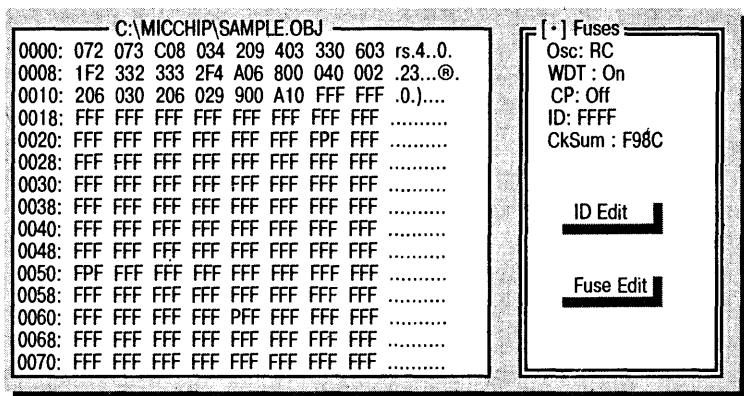 C:\MICCHIP\SAMPLE.OBJ
0000: 072 073 C08 034 209 403 330 603 rs.4..0.
0008: 1F2 332 333 2F4 A06 800 040 002 .23...®.
0010: 206 030 206 029 900 A10 FFF FFF .0.)....
0018: FFF FFF FFF FFF FFF FFF FFF FFF ..........
0020: FFF FFF FFF FFF FFF FFF FPF FFF ..........
0028: FFF FFF FFF FFF FFF FFF FFF FFF ..........
0030: FFF FFF FFF FFF FFF FFF FFF FFF ..........
0038: FFF FFF FFF FFF FFF FFF FFF FFF ..........
0040: FFF FFF FFF FFF FFF FFF FFF FFF ..........
0048: FFF FFF FFF FFF FFF FFF FFF FFF ..........
0050: FPF FFF FFF FFF FFF FFF FFF FFF ..........
0058: FFF FFF FFF FFF FFF FFF FFF FFF ..........
0060: FFF FFF FFF FFF PFF FFF FFF FFF ..........
0068: FFF FFF FFF FFF FFF FFF FFF FFF ..........
0070: FFF FFF FFF FFF FFF FFF FFF FFF ..........
[·] Fuses
Osc: RC
WDT : On
CP: Off
ID: FFFF
CkSum : F98C
ID Edit
Fuse Edit